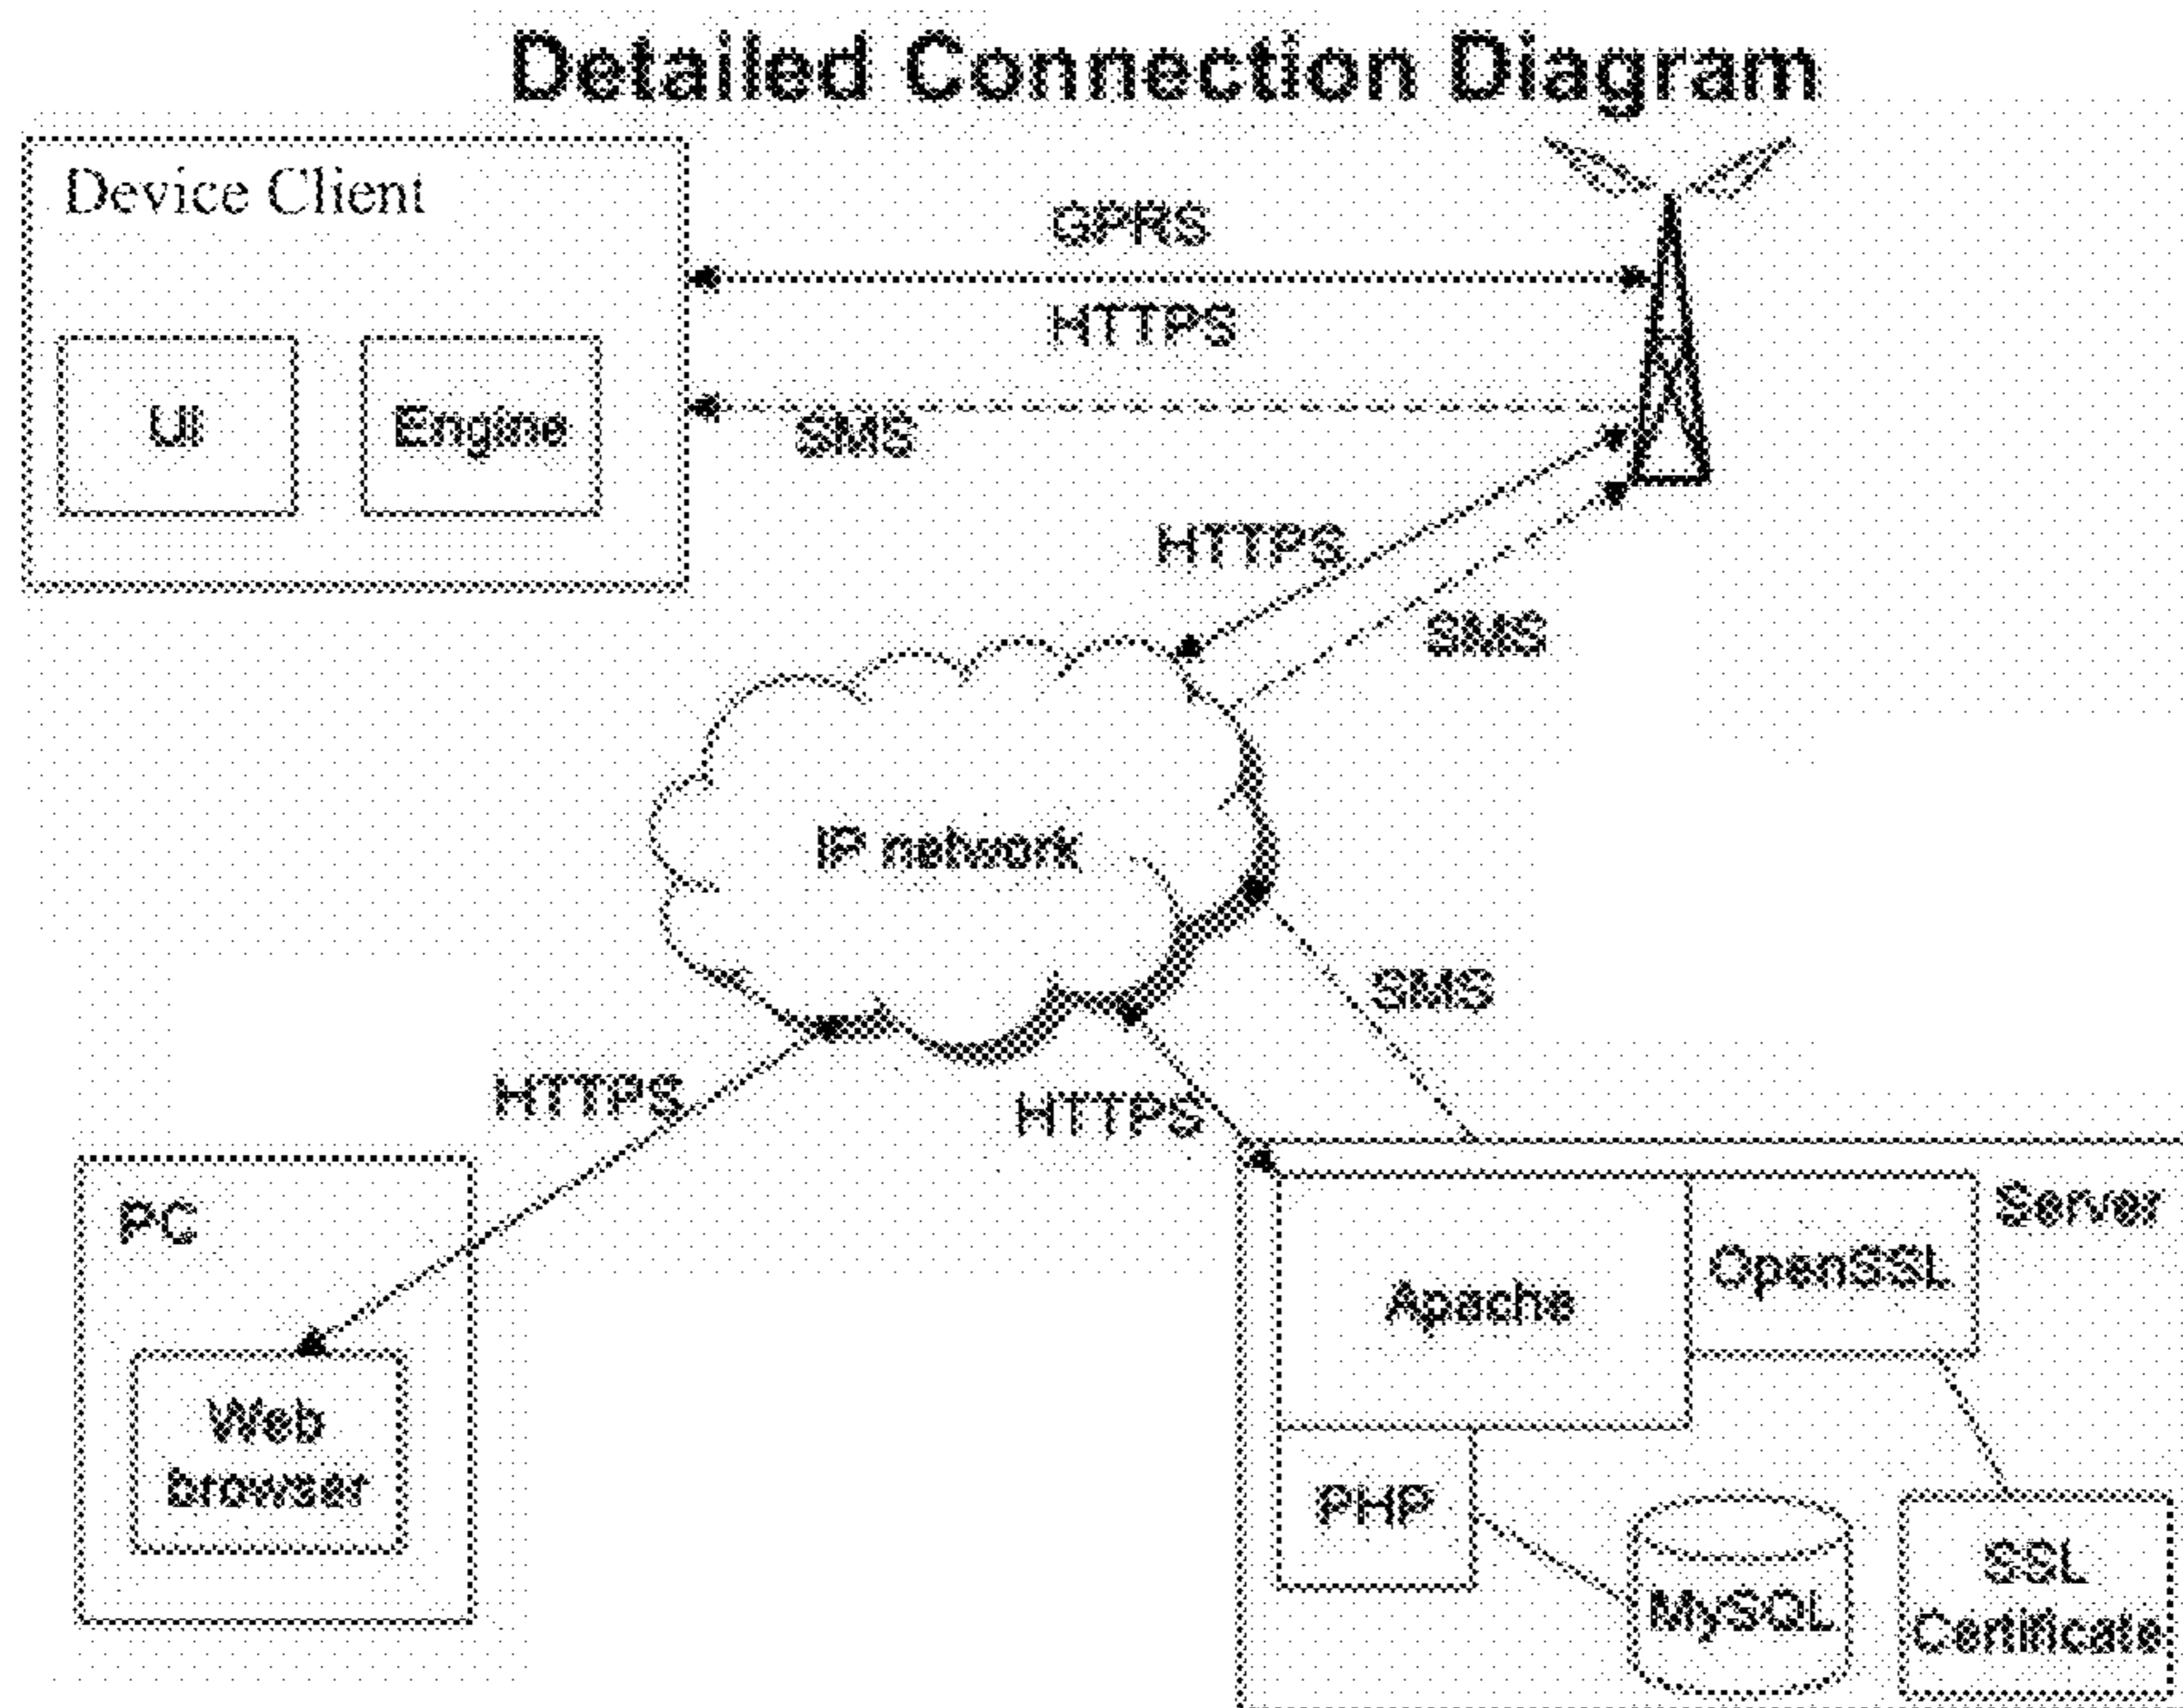 Detailed Connection Diagram
Device Client
GPRS
HTTPS
UI
Engine
SMS
HTTPS
SMS
IP network
SMS
HTTPS
HTTPS
PC
Server
OpenSSL
Apache
Web
browser
PHP
MySQL
SSL
Certificate